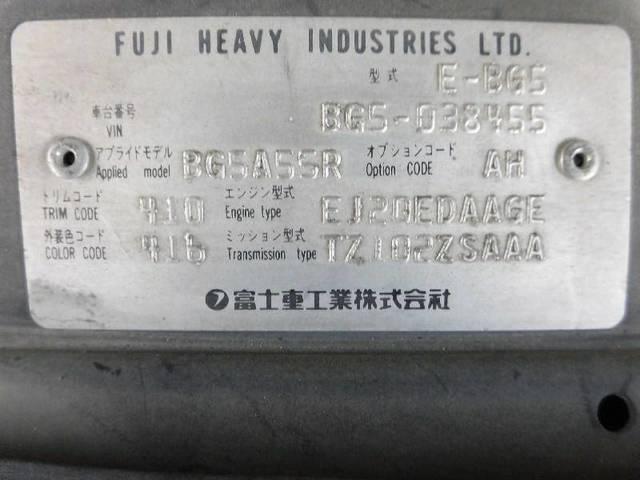 FUJI HEAVY INDUSTRIES LTD.
型式 E-BG5
車台番号 VIN BG5-038455
アプライドモデル Applied model BG5A5SR オプションコード Option CODE AH
トリムコード TRIM CODE 410 エンジン型式 Engine type EJ20EDAAGE
外装色コード COLOR CODE 416 ミッション型式 Transmission type TZ102ZSAAA
富士重工業株式会社